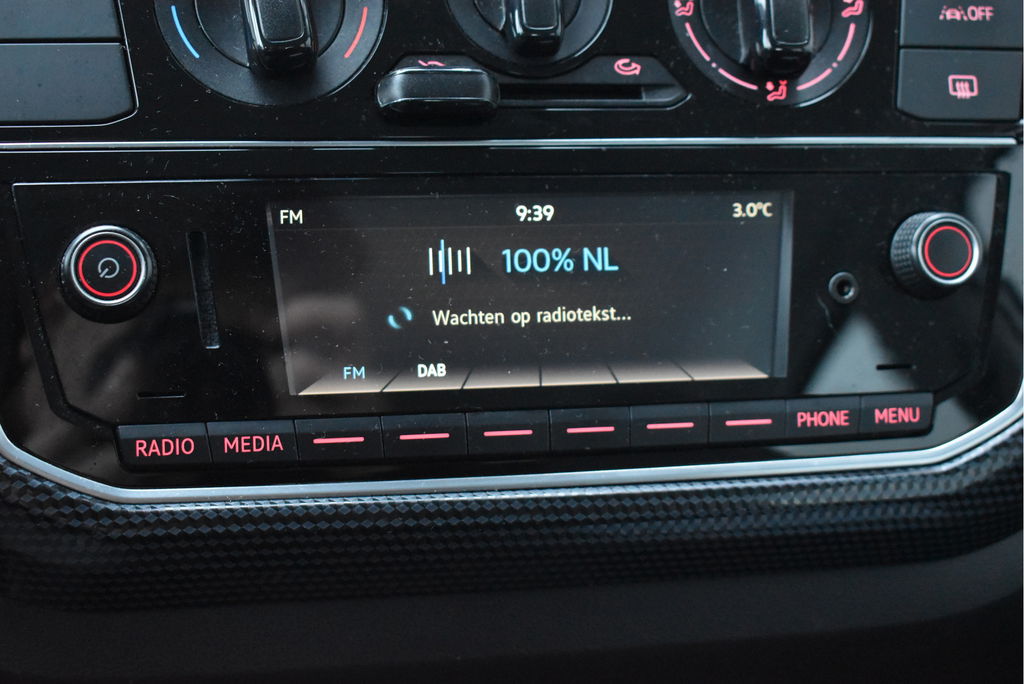 OFF
FM 9:39 3.0°C
100% NL
Wachten op radiotekst...
FM DAB
RADIO MEDIA PHONE MENU